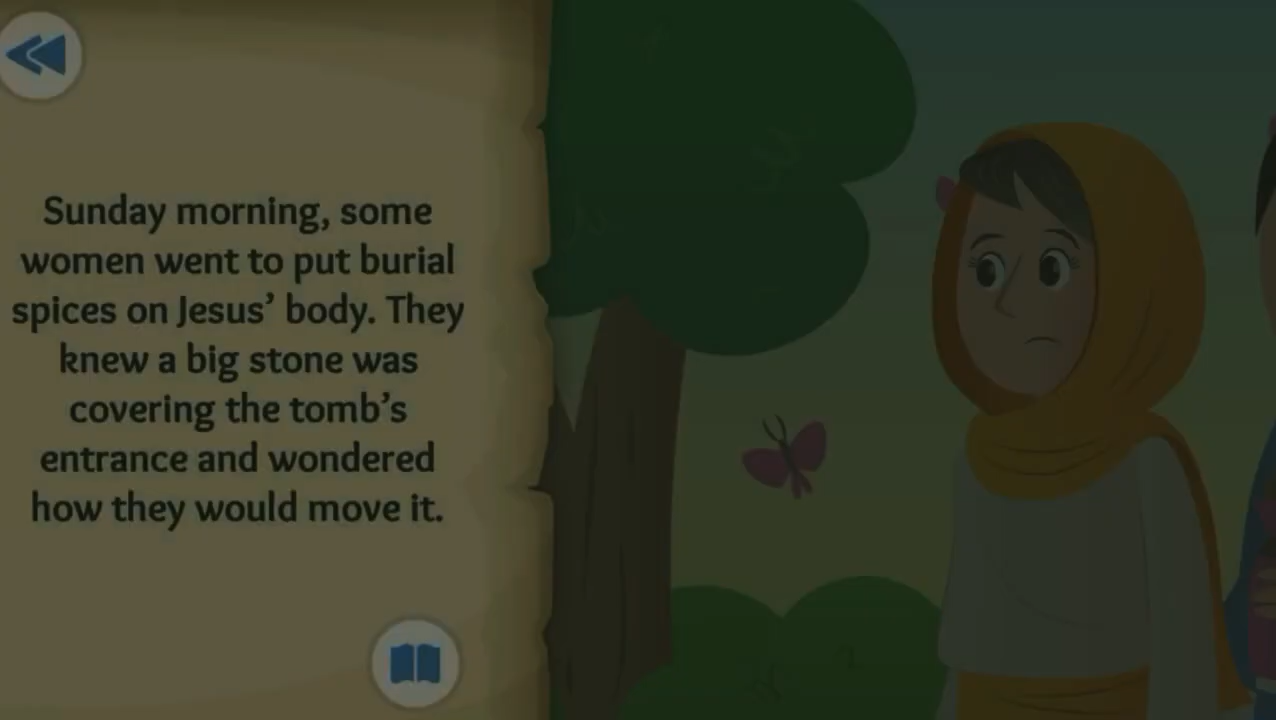 Sunday morning, some
women went to put burial
spices on Jesus’ body. They
knew a big stone was
covering the tomb’s
entrance and wondered
how they would move it.